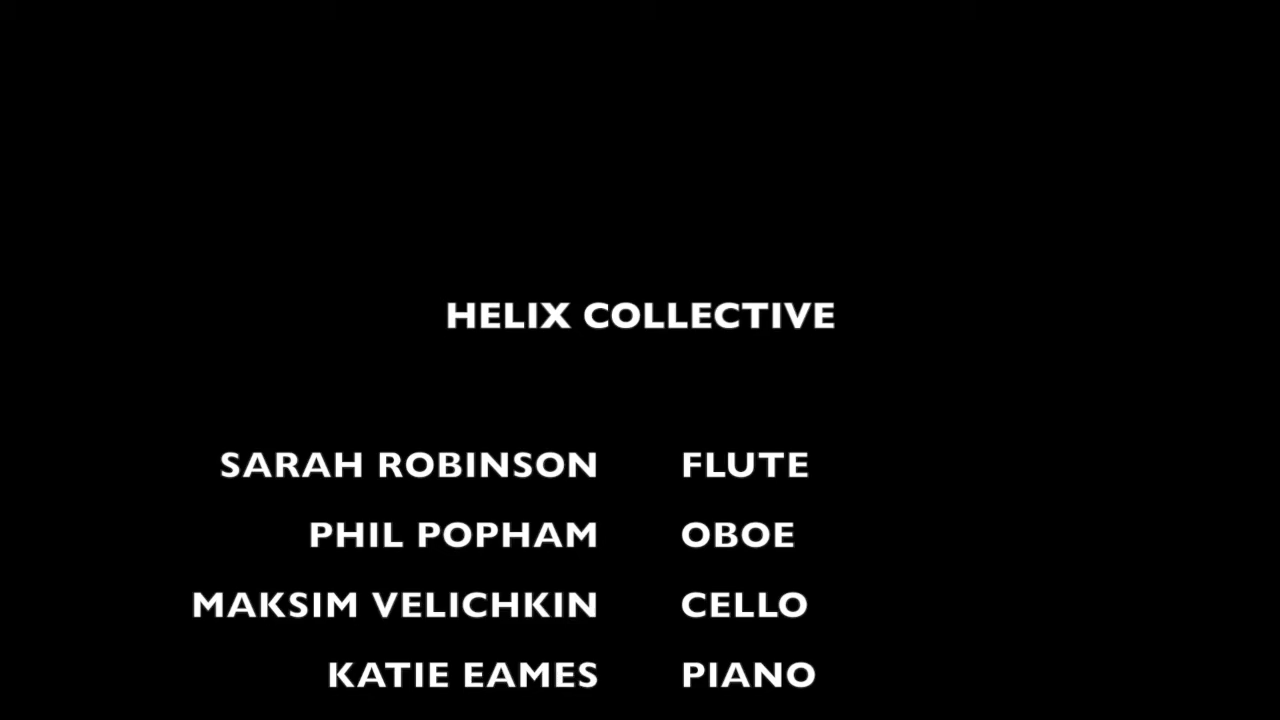 HELIX COLLECTIVE
SARAH ROBINSON FLUTE
PHIL POPHAM OBOE
MAKSIM VELICHKIN CELLO
KATIE EAMES PIANO